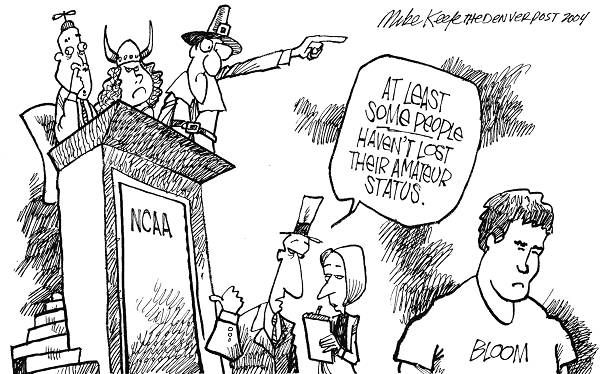 Mike Keefe THE DENVER POST 2004
AT LEAST
SOME PEOPLE
HAVEN'T LOST
THEIR AMATEUR
STATUS.
NCAA
BLOOM